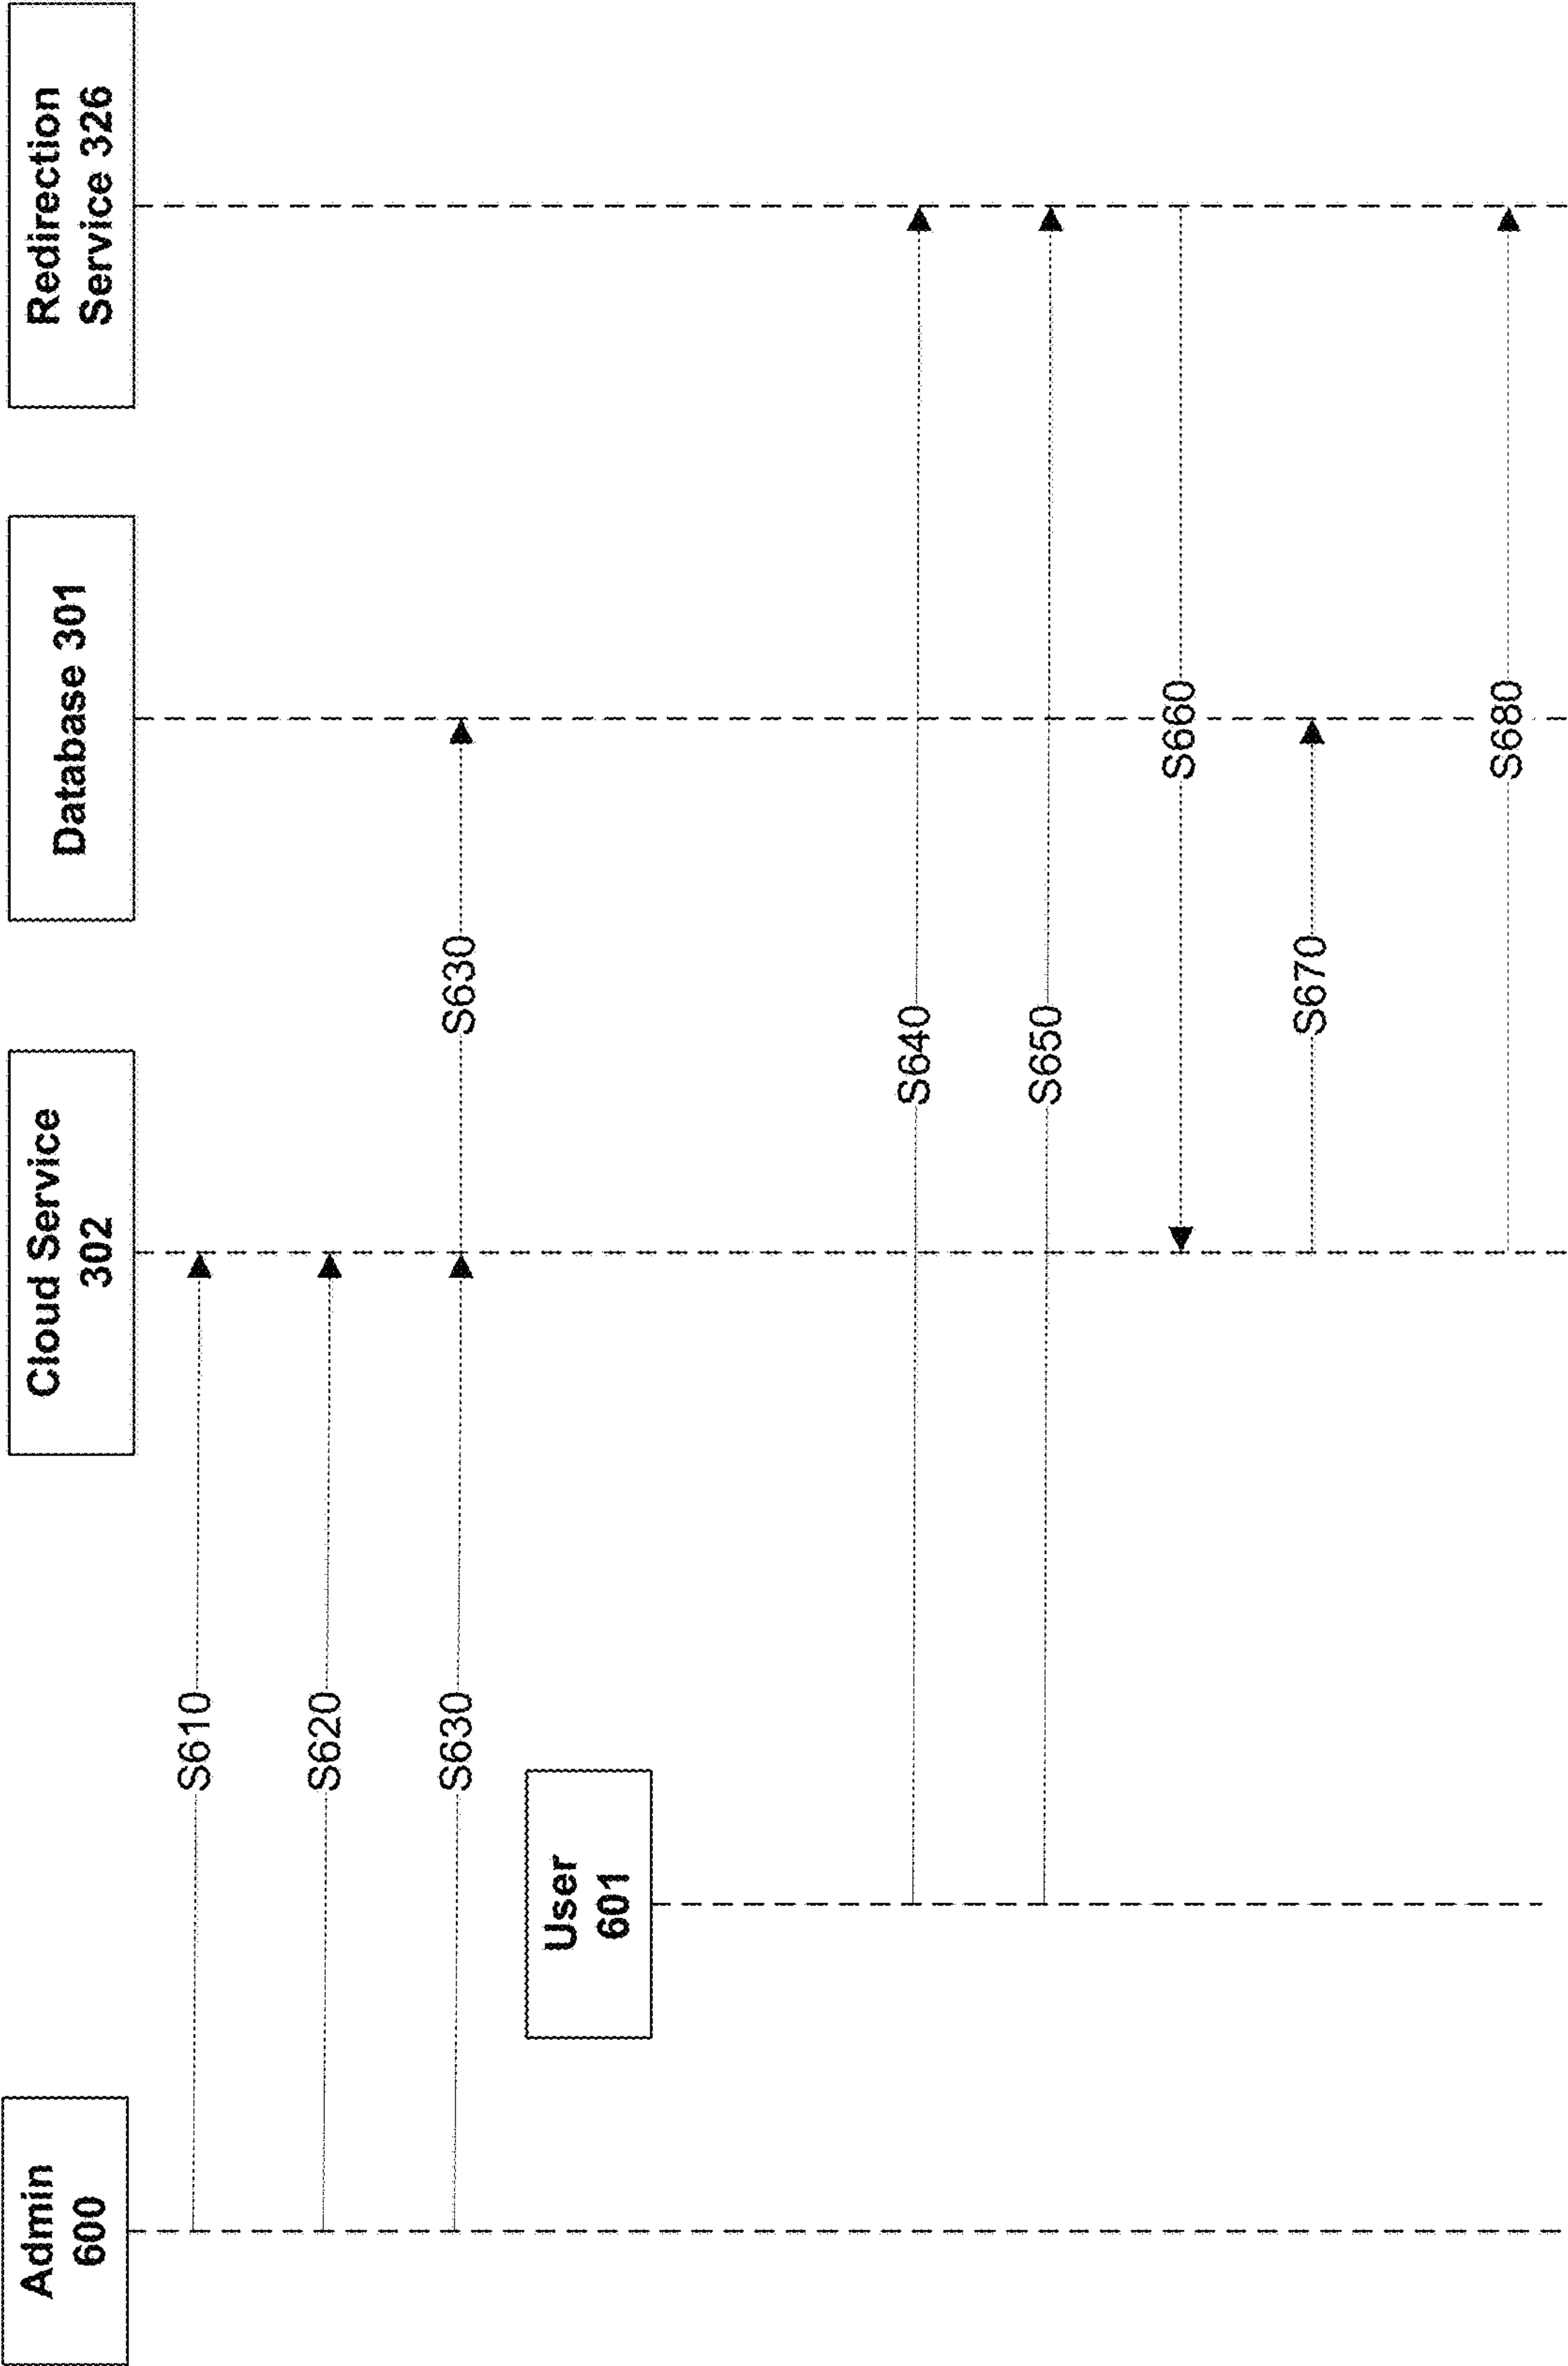 Admin
600
User
601
Cloud Service
302
Database 301
Redirection
Service 326
S610
S620
S630
S630
S640
S650
S660
S670
S680